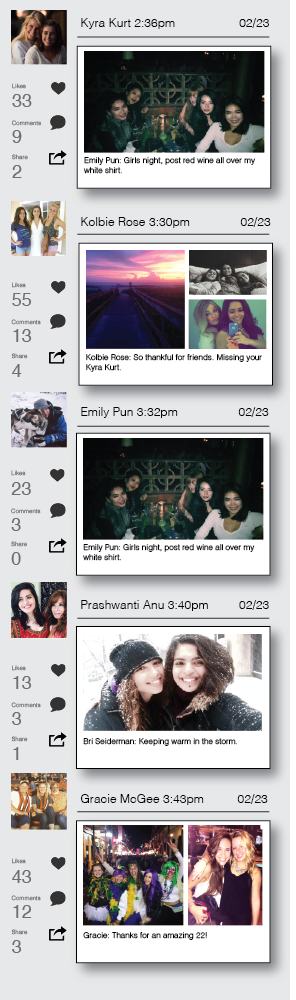 Kyra Kurt 2:36pm 02/23
Likes
33
Comments
9
Share
2
Emily Pun: Girls night, post red wine all over my
white shirt.
Kolbie Rose 3:30pm 02/23
Likes
55
Comments
13
Share
4
Kolbie Rose: So thankful for friends. Missing your
Kyra Kurt.
Emily Pun 3:32pm 02/23
Likes
23
Comments
3
Share
0
Emily Pun: Girls night, post red wine all over my
white shirt.
Prashwanti Anu 3:40pm 02/23
Likes
13
Comments
3
Share
1
Bri Seiderman: Keeping warm in the storm.
Gracie McGee 3:43pm 02/23
Likes
43
Comments
12
Share
3
Gracie: Thanks for an amazing 22!